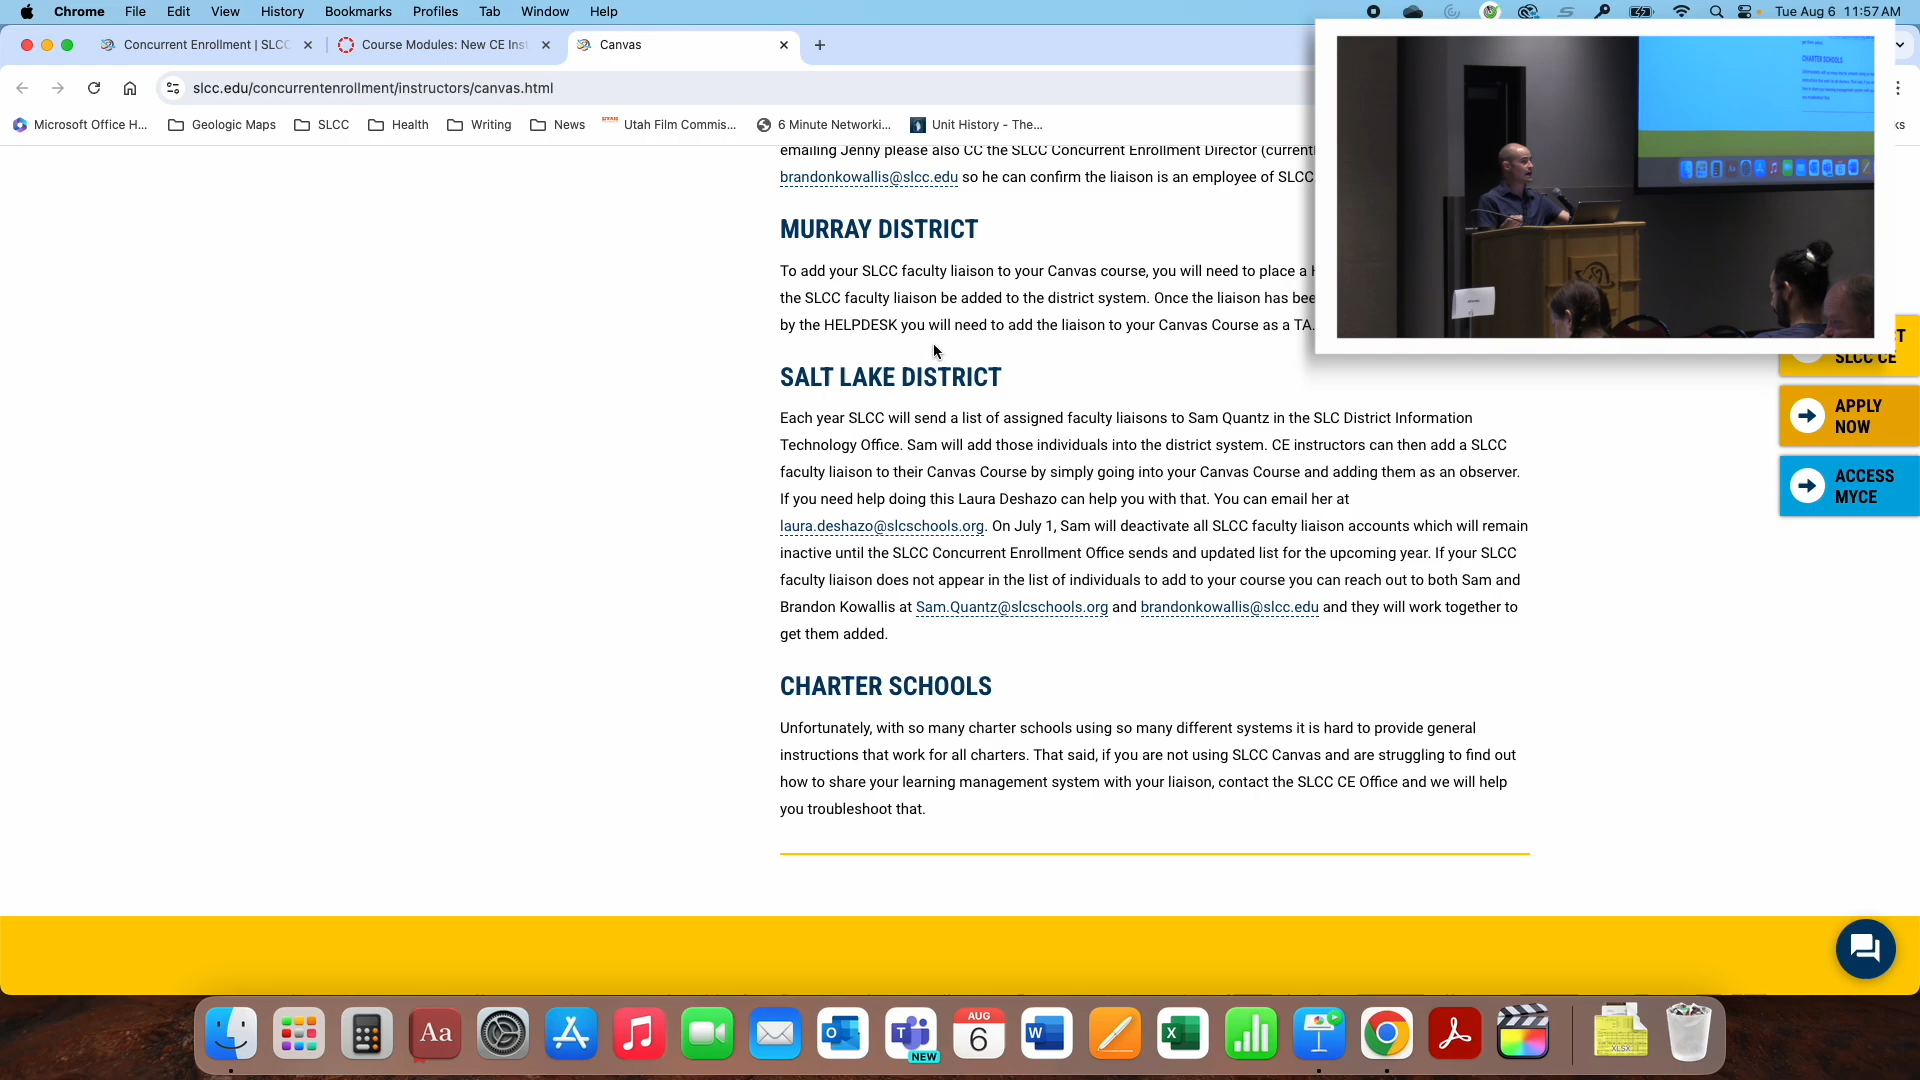 Chrome File Edit View History Bookmarks Profiles Tab Window Help
Tue Aug 6 11:57 AM
Concurrent Enrollment | SLCC
Course Modules: New CE Inst
Canvas
slcc.edu/concurrentenrollment/instructors/canvas.html
Microsoft Office H... Geologic Maps SLCC Health Writing News Utah Film Commis... 6 Minute Networki... Unit History - The...
emailing Jenny please also CC the SLCC Concurrent Enrollment Director (current
brandonkowallis@slcc.edu so he can confirm the liaison is an employee of SLCC
MURRAY DISTRICT
To add your SLCC faculty liaison to your Canvas course, you will need to place a
the SLCC faculty liaison be added to the district system. Once the liaison has bee
by the HELPDESK you will need to add the liaison to your Canvas Course as a TA.
SALT LAKE DISTRICT
Each year SLCC will send a list of assigned faculty liaisons to Sam Quantz in the SLC District Information
Technology Office. Sam will add those individuals into the district system. CE instructors can then add a SLCC
faculty liaison to their Canvas Course by simply going into your Canvas Course and adding them as an observer.
If you need help doing this Laura Deshazo can help you with that. You can email her at
laura.deshazo@slcschools.org. On July 1, Sam will deactivate all SLCC faculty liaison accounts which will remain
inactive until the SLCC Concurrent Enrollment Office sends and updated list for the upcoming year. If your SLCC
faculty liaison does not appear in the list of individuals to add to your course you can reach out to both Sam and
Brandon Kowallis at Sam.Quantz@slcschools.org and brandonkowallis@slcc.edu and they will work together to
get them added.
CHARTER SCHOOLS
Unfortunately, with so many charter schools using so many different systems it is hard to provide general
instructions that work for all charters. That said, if you are not using SLCC Canvas and are struggling to find out
how to share your learning management system with your liaison, contact the SLCC CE Office and we will help
you troubleshoot that.
CHARTER SCHOOLS
SLCC CE
APPLY
NOW
ACCESS
MYCE
Aa
NEW
AUG
6
XLSX